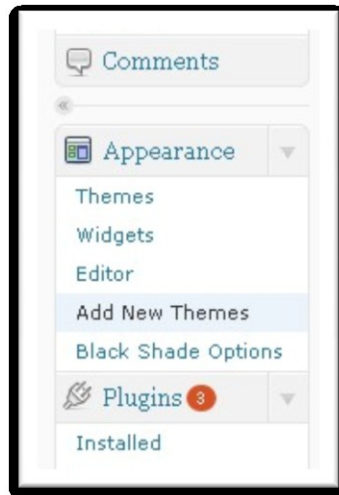 Comments
Appearance
Themes
Widgets
Editor
Add New Themes
Black Shade Options
Plugins 3
Installed